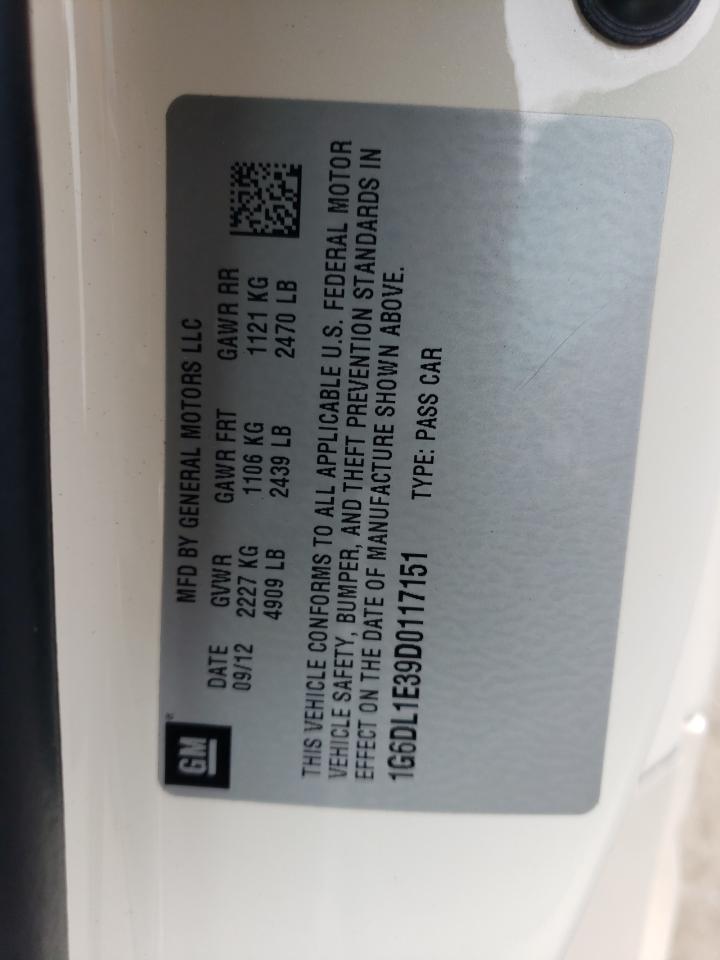 GM
MFD BY GENERAL MOTORS LLC
DATE GVWR GAWR FRT GAWR RR
09/12 2227 KG 1106 KG 1121 KG
4909 LB 2439 LB 2470 LB
THIS VEHICLE CONFORMS TO ALL APPLICABLE U.S. FEDERAL MOTOR
VEHICLE SAFETY, BUMPER, AND THEFT PREVENTION STANDARDS IN
EFFECT ON THE DATE OF MANUFACTURE SHOWN ABOVE.
1G6DL1E39D0117151 TYPE: PASS CAR